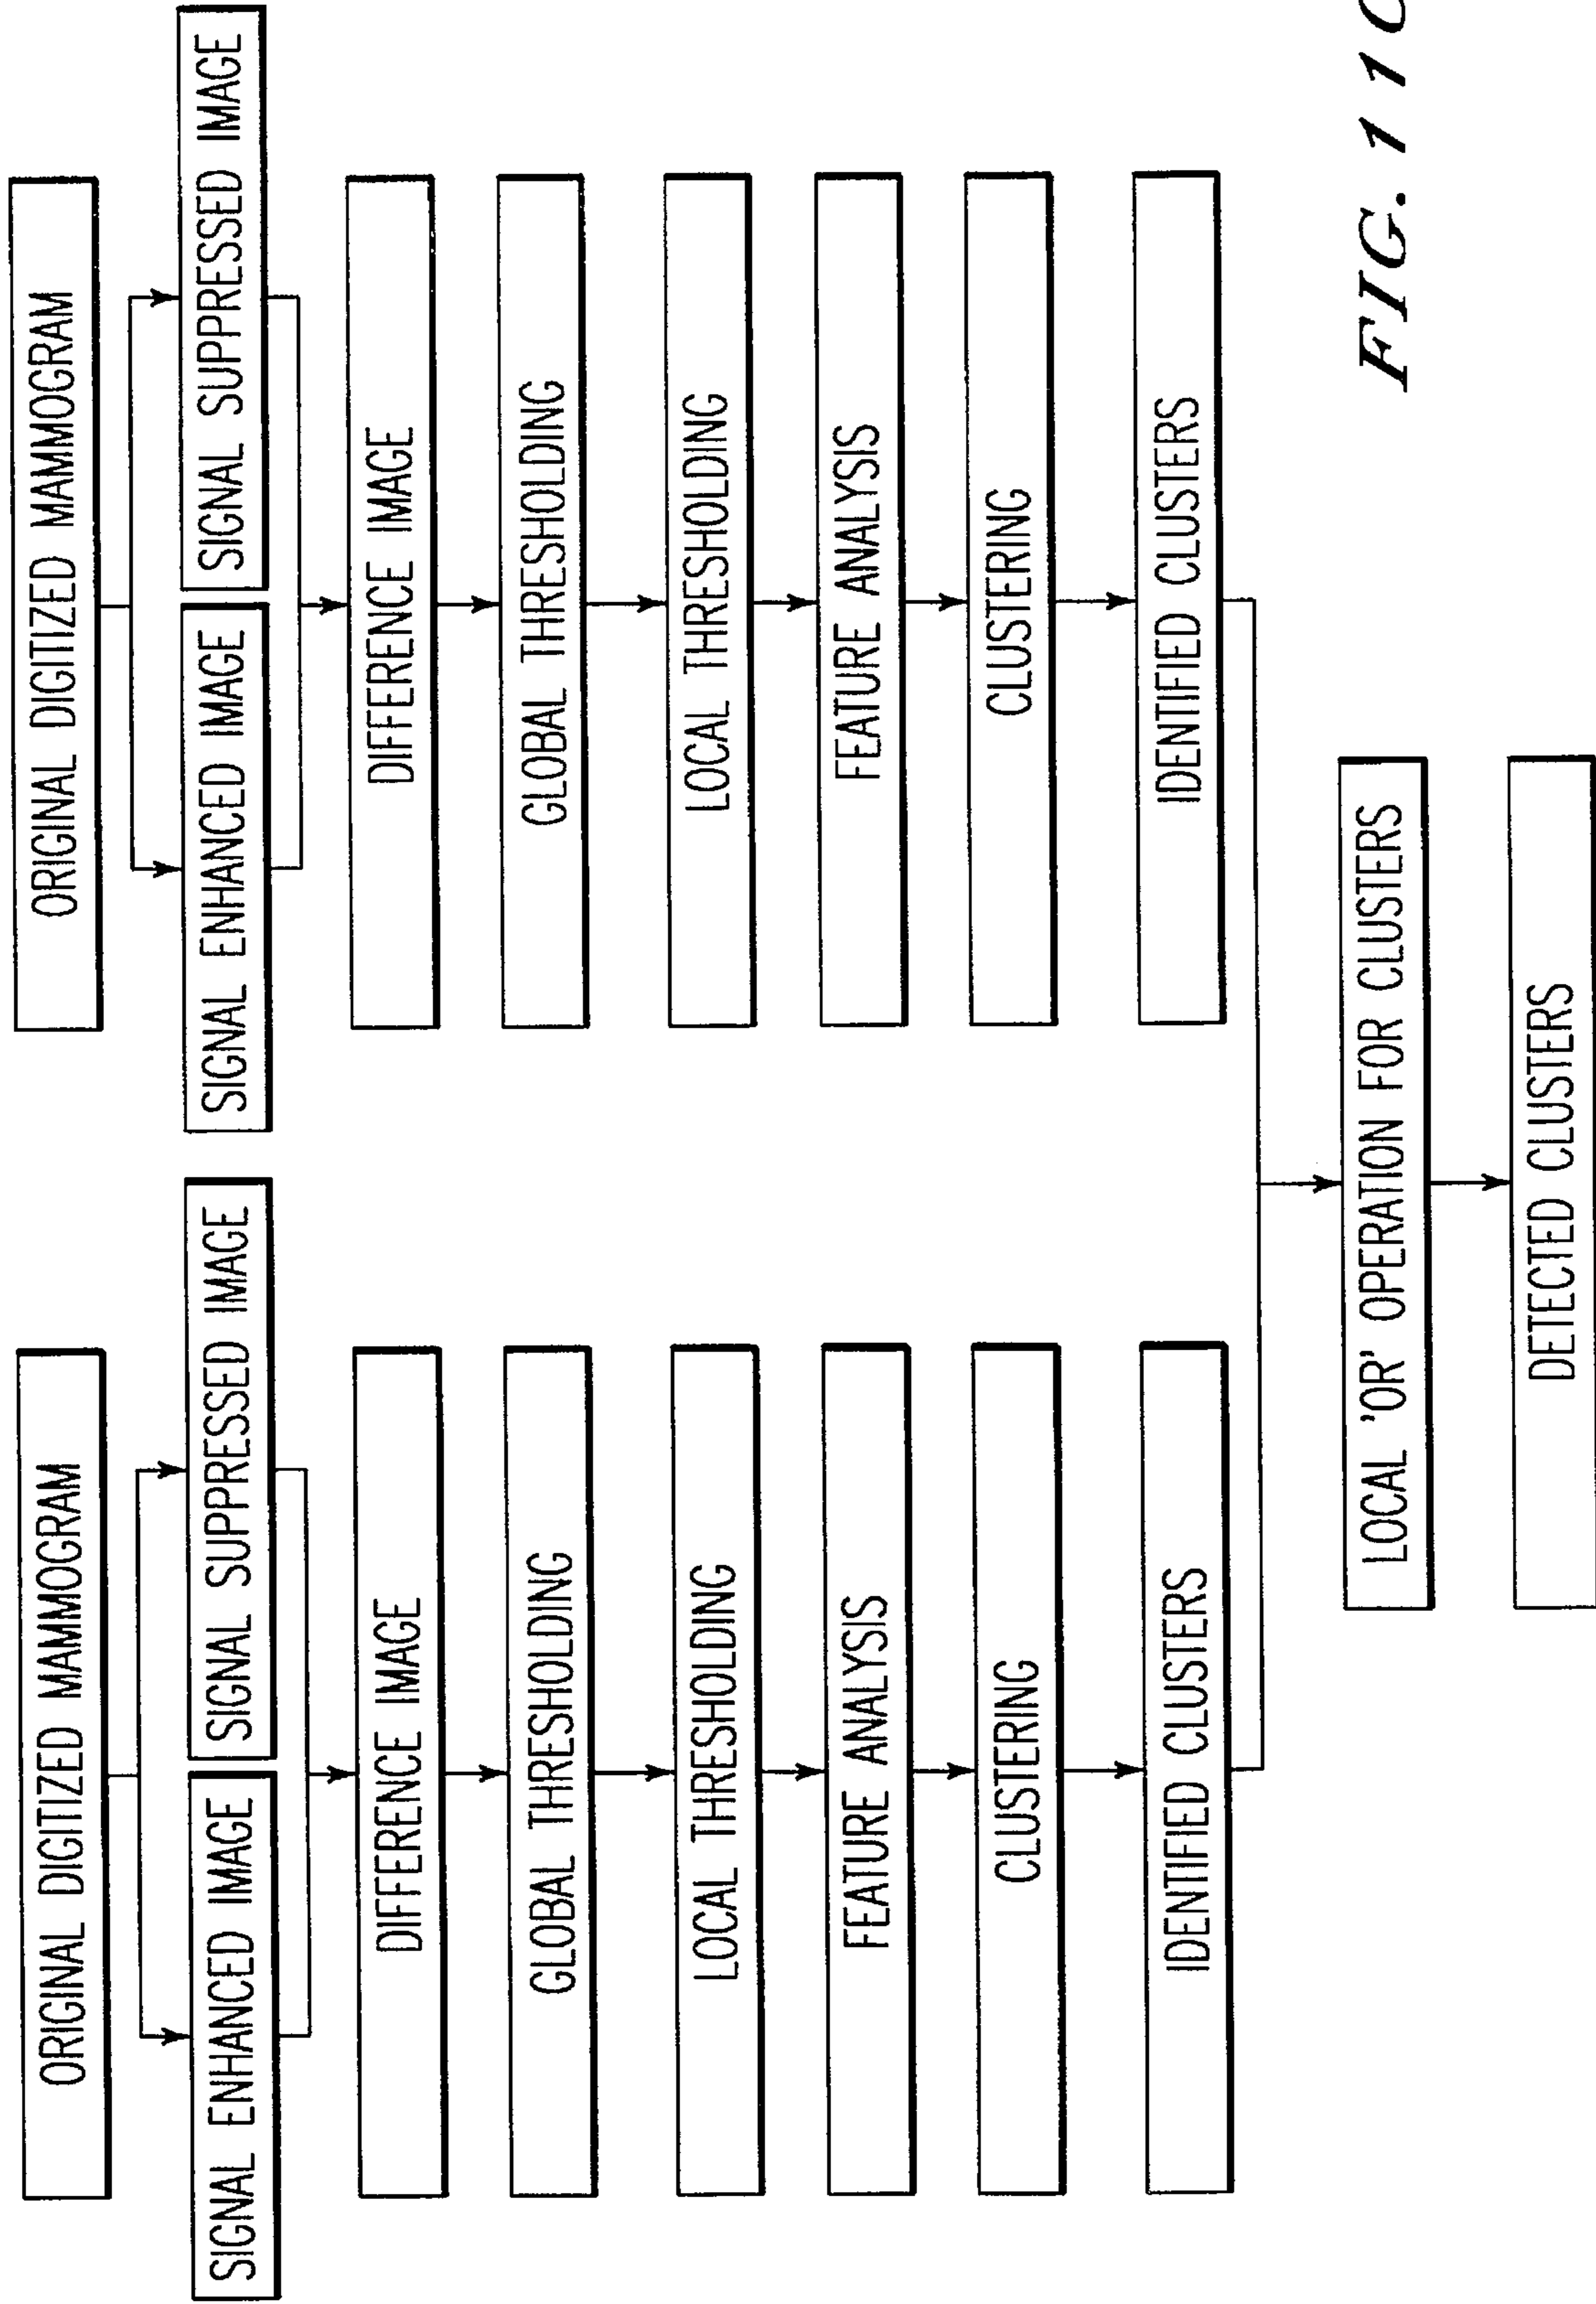 ORIGINAL DIGITIZED MAMMOGRAM
SIGNAL ENHANCED IMAGE
SIGNAL SUPPRESSED IMAGE
DIFFERENCE IMAGE
GLOBAL THRESHOLDING
LOCAL THRESHOLDING
FEATURE ANALYSIS
CLUSTERING
IDENTIFIED CLUSTERS
ORIGINAL DIGITIZED MAMMOGRAM
SIGNAL ENHANCED IMAGE
SIGNAL SUPPRESSED IMAGE
DIFFERENCE IMAGE
GLOBAL THRESHOLDING
LOCAL THRESHOLDING
FEATURE ANALYSIS
CLUSTERING
IDENTIFIED CLUSTERS
LOCAL 'OR' OPERATION FOR CLUSTERS
DETECTED CLUSTERS
FIG. 11